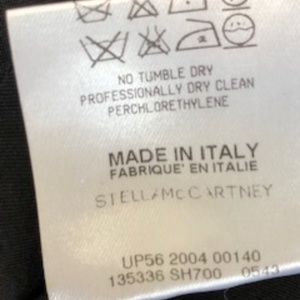 NO TUMBLE DRY
PROFESSIONALLY DRY CLEAN
PERCHLORETHYLENE
MADE IN ITALY
FABRIQUE' EN ITALIE
STELLA McCARTNEY
UP56 2004 00140
135336 SH700 0543